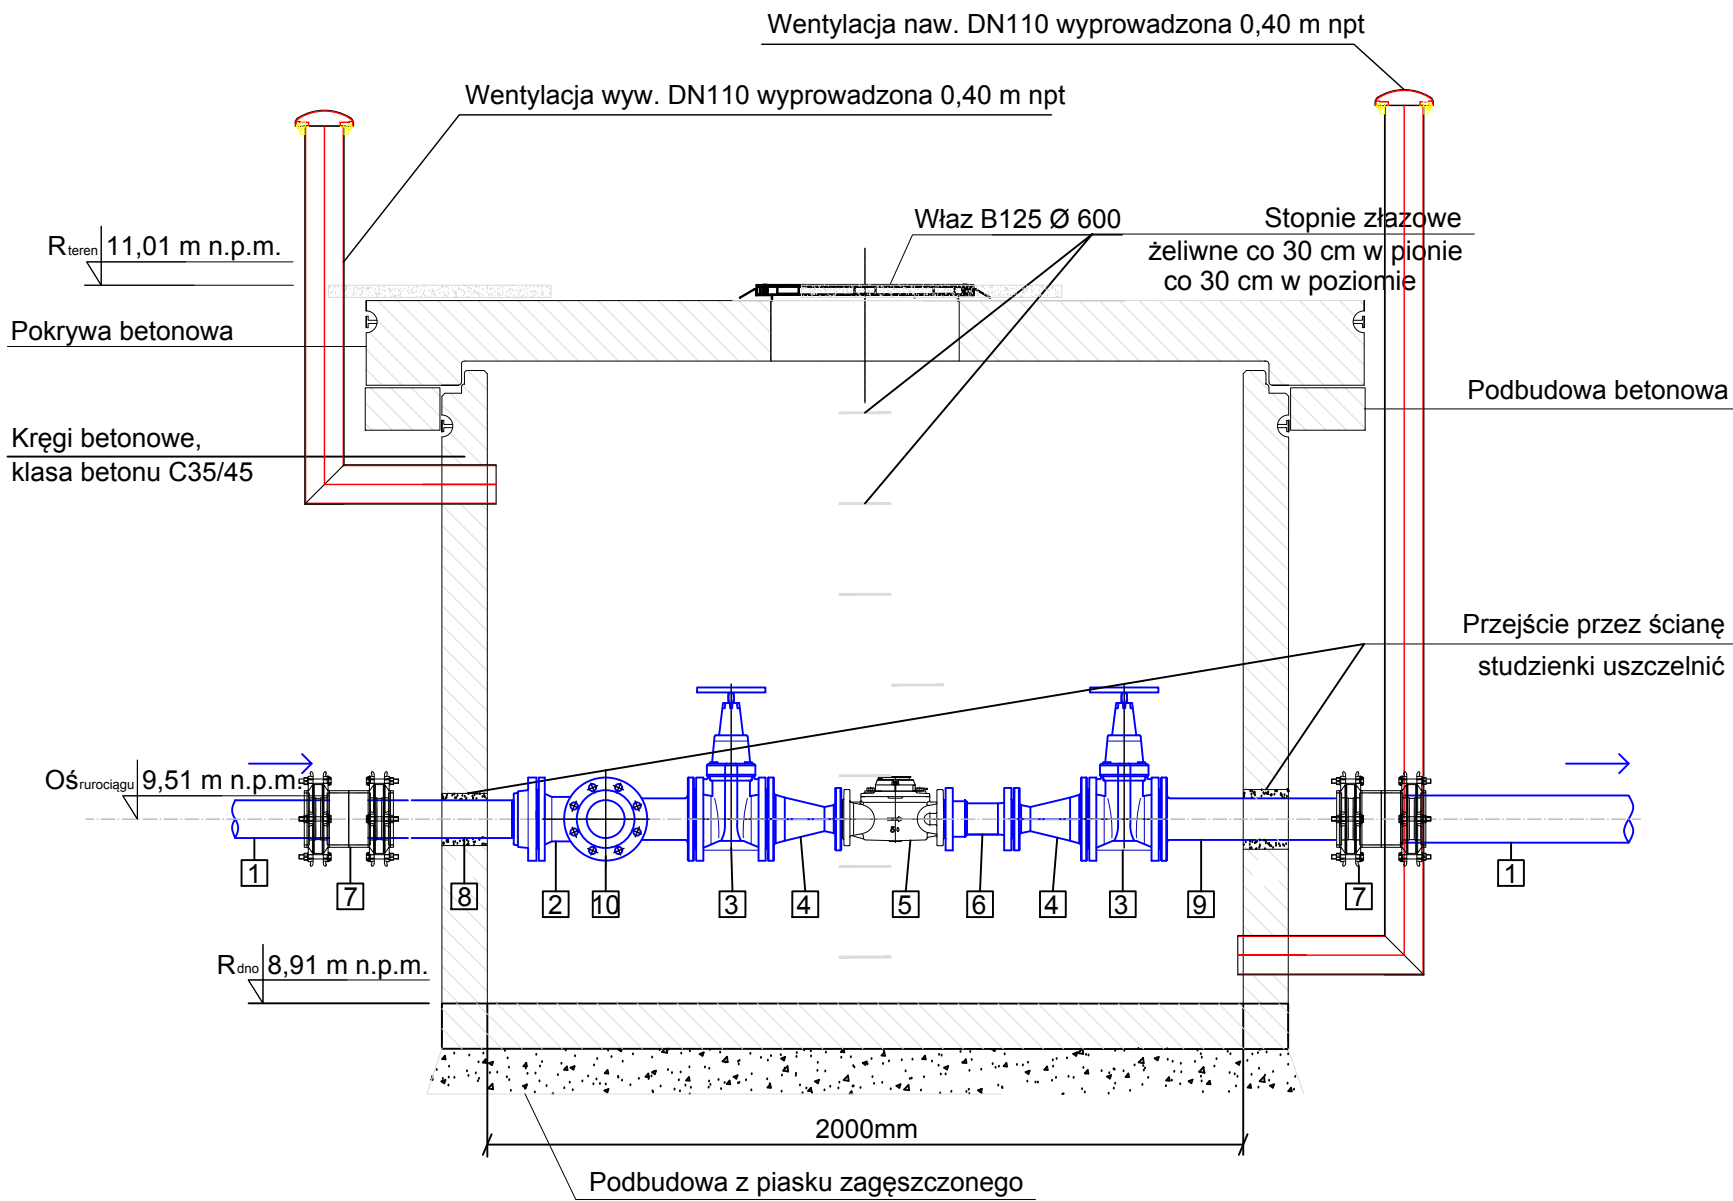 Wentylacja naw. DN110 wyprowadzona 0,40 m npt
Wentylacja wyw. DN110 wyprowadzona 0,40 m npt
Właz B125 Ø 600
Stopnie złazowe
żeliwne co 30 cm w pionie
co 30 cm w poziomie
Rteren 11,01 m n.p.m.
Pokrywa betonowa
Podbudowa betonowa
Kręgi betonowe,
klasa betonu C35/45
Przejście przez ścianę
studzienki uszczelnić
Ośrurociągu 9,51 m n.p.m.
1
7
8
2
10
3
4
5
6
4
3
9
7
1
Rdno 8,91 m n.p.m.
2000mm
Podbudowa z piasku zagęszczonego